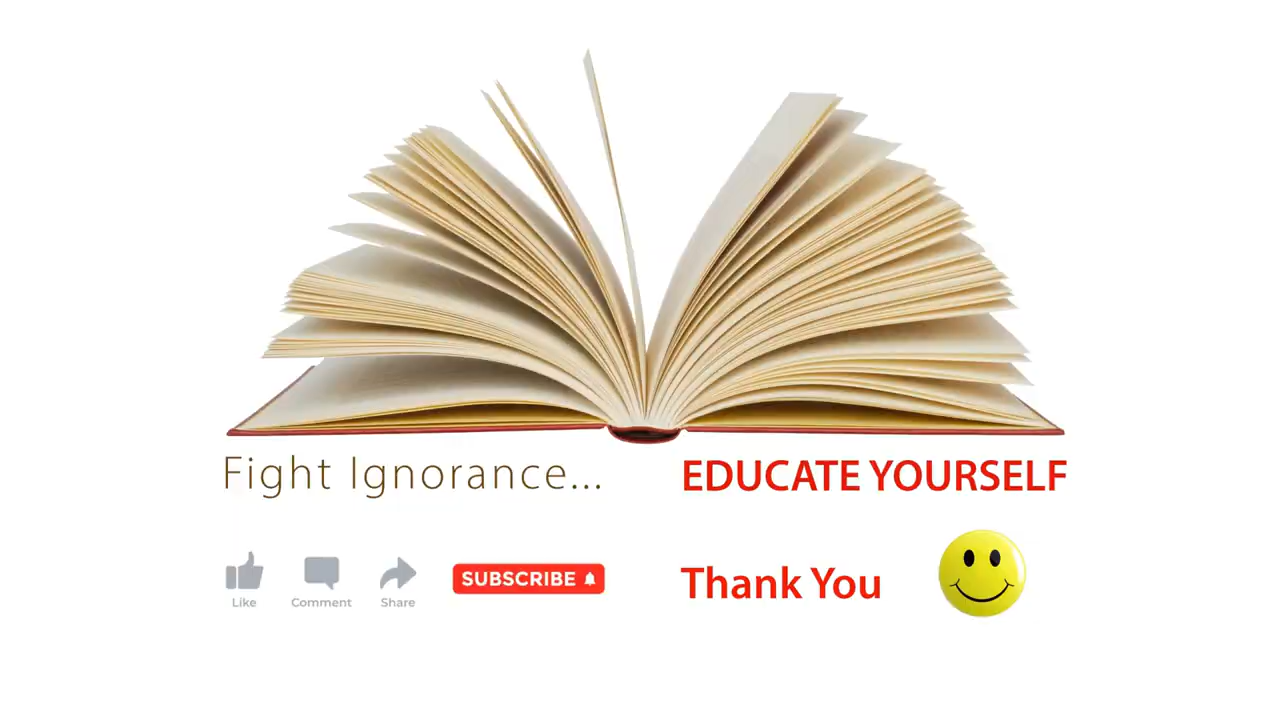 Fight Ignorance...
EDUCATE YOURSELF
Like
Comment
Share
SUBSCRIBE
Thank You